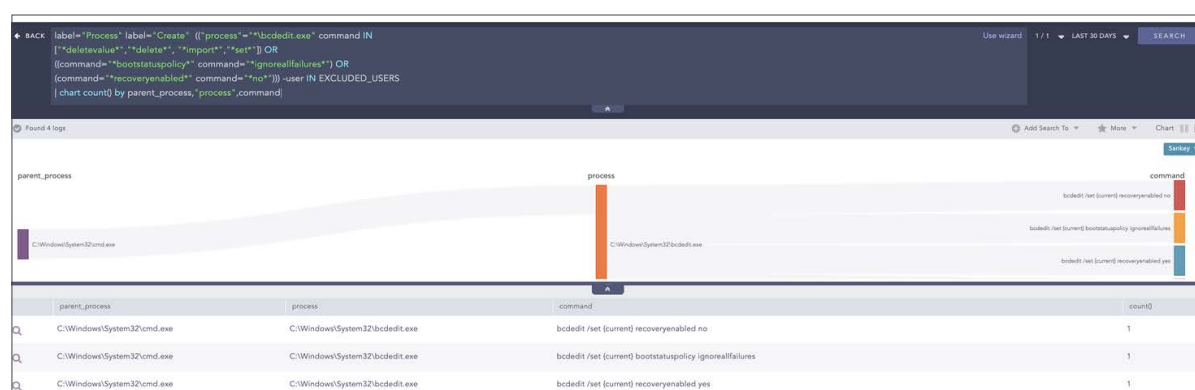 BACK
label="Process" label="Create" (("process"="*\bcdedit.exe" command IN
["*deletevalue*","*delete*", "*import*","*set*"]) OR
((command="*bootstatuspolicy*" command="*ignoreallfailures*") OR
(command="*recoveryenabled*" command="*no*"))) -user IN EXCLUDED_USERS
| chart count() by parent_process,"process",command
Use wizard 1 / 1 LAST 30 DAYS SEARCH
Found 4 logs
Add Search To More Chart
Sankey
parent_process process command
bcdedit /set {current} recoveryenabled no
bcdedit /set {current} bootstatuspolicy ignoreallfailures
C:\Windows\System32\cmd.exe C:\Windows\System32\bcdedit.exe
bcdedit /set {current} recoveryenabled yes
parent_process process command count()
C:\Windows\System32\cmd.exe C:\Windows\System32\bcdedit.exe bcdedit /set {current} recoveryenabled no 1
C:\Windows\System32\cmd.exe C:\Windows\System32\bcdedit.exe bcdedit /set {current} bootstatuspolicy ignoreallfailures 1
C:\Windows\System32\cmd.exe C:\Windows\System32\bcdedit.exe bcdedit /set {current} recoveryenabled yes 1